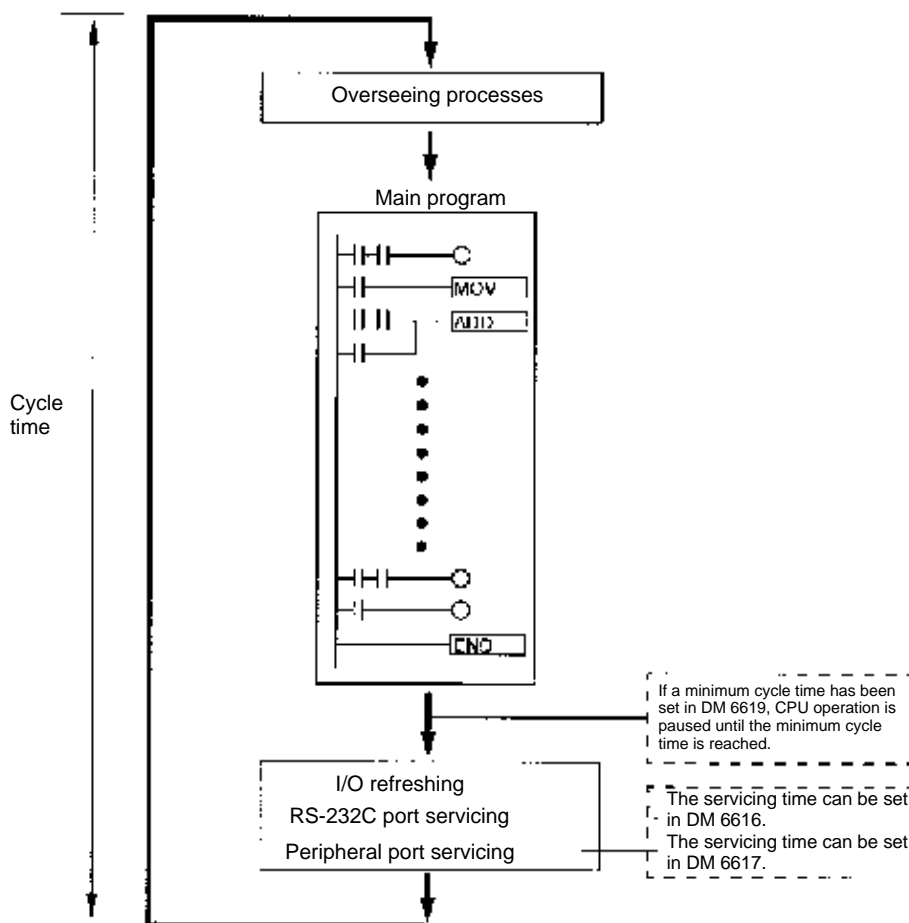 Overseeing processes
Main program
MOV
ADD
Cycle
time
END
If a minimum cycle time has been
set in DM 6619, CPU operation is
paused until the minimum cycle
time is reached.
I/O refreshing
RS-232C port servicing
Peripheral port servicing
The servicing time can be set
in DM 6616.
The servicing time can be set
in DM 6617.